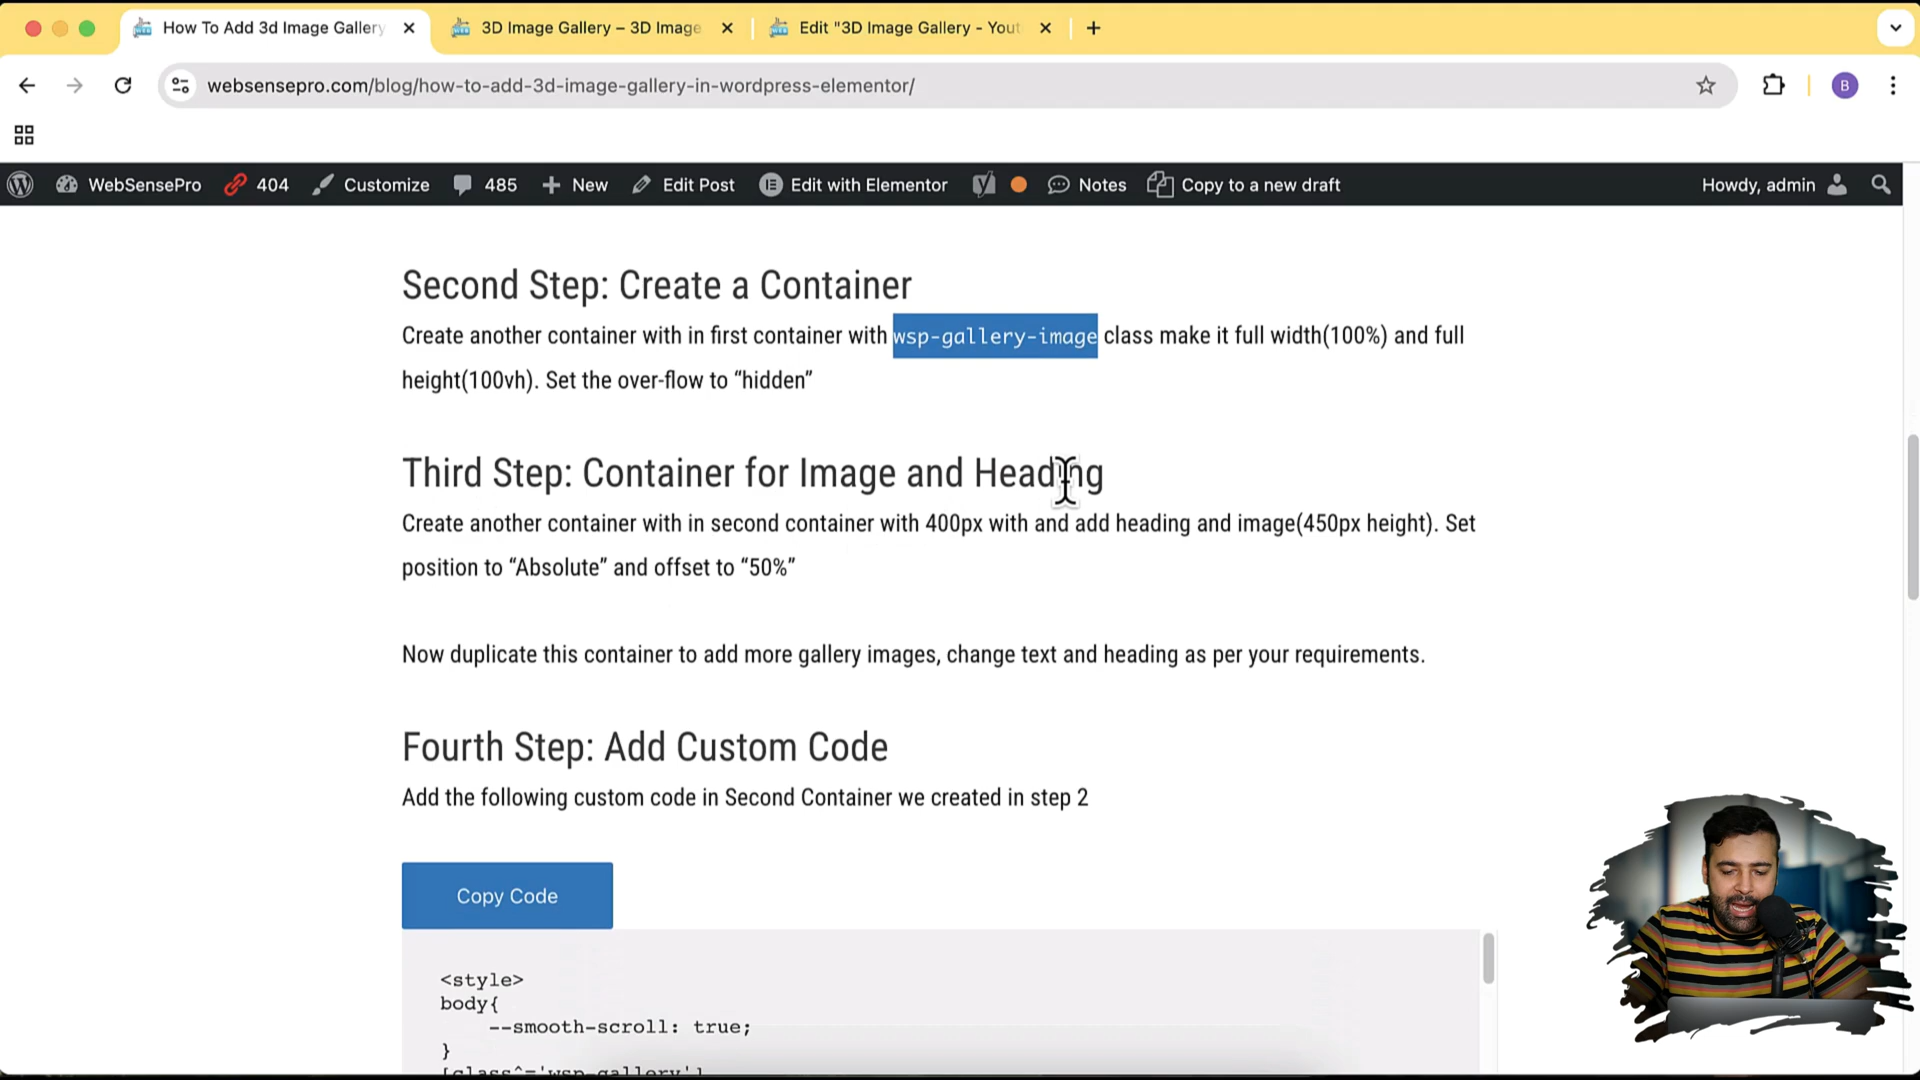 How To Add 3d Image Gallery
3D Image Gallery – 3D Image
Edit "3D Image Gallery - Yout
websensepro.com/blog/how-to-add-3d-image-gallery-in-wordpress-elementor/
B
WebSensePro 404 Customize 485 New Edit Post Edit with Elementor Notes Copy to a new draft Howdy, admin
Second Step: Create a Container
Create another container with in first container with wsp-gallery-image class make it full width(100%) and full
height(100vh). Set the over-flow to “hidden”
Third Step: Container for Image and Heading
Create another container with in second container with 400px with and add heading and image(450px height). Set
position to “Absolute” and offset to “50%”
Now duplicate this container to add more gallery images, change text and heading as per your requirements.
Fourth Step: Add Custom Code
Add the following custom code in Second Container we created in step 2
Copy Code
<style>
body{
--smooth-scroll: true;
}
[class^='wsp-gallery']